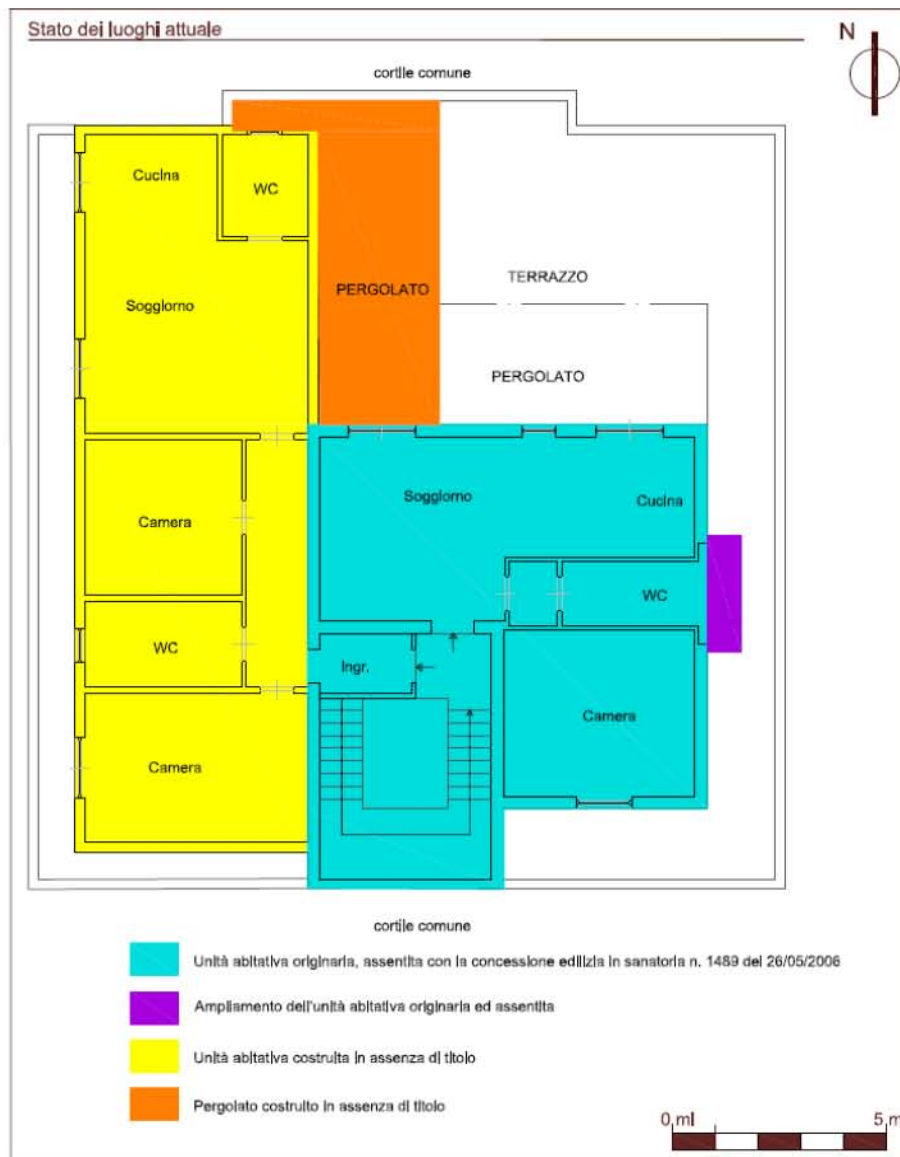 Stato dei luoghi attuale
N
cortile comune
Cucina
WC
TERRAZZO
PERGOLATO
Soggiorno
PERGOLATO
Soggiorno
Cucina
Camera
WC
WC
Ingr.
Camera
Camera
cortile comune
Unità abitativa originaria, assentita con la concessione edilizia in sanatoria n. 1489 del 26/05/2006
Ampliamento dell'unità abitativa originaria ed assentita
Unità abitativa costruita in assenza di titolo
Pergolato costruito in assenza di titolo
0 ml 5 m